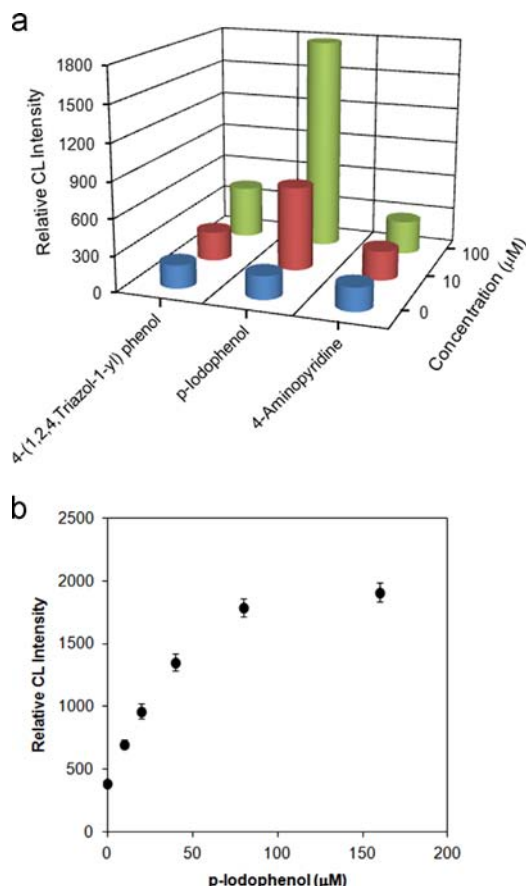 a
Relative CL Intensity
1800
1500
1200
900
600
300
0
4-(1,2,4,Triazol-1-yl) phenol
p-Iodophenol
4-Aminopyridine
0
10
100
Concentration (µM)
b
Relative CL Intensity
2500
2000
1500
1000
500
0
0 50 100 150 200
p-Iodophenol (µM)